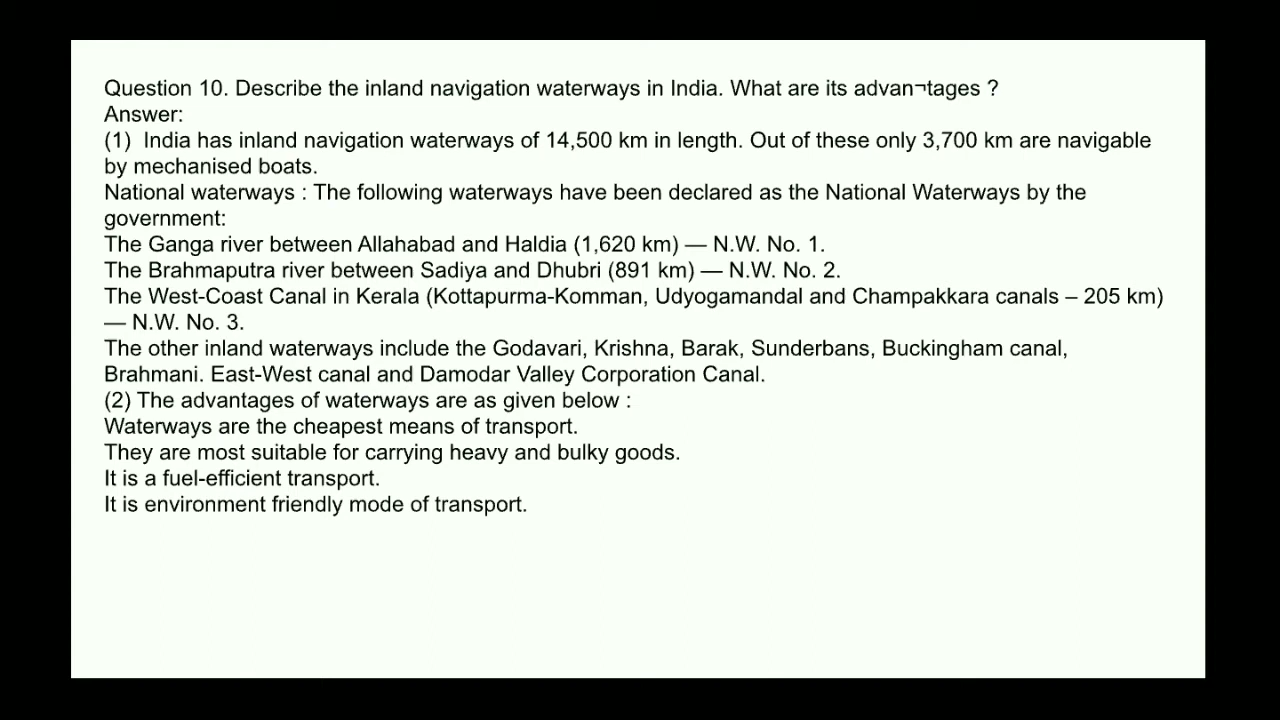 Question 10. Describe the inland navigation waterways in India. What are its advan¬tages ?
Answer:
(1)  India has inland navigation waterways of 14,500 km in length. Out of these only 3,700 km are navigable
by mechanised boats.
National waterways : The following waterways have been declared as the National Waterways by the
government:
The Ganga river between Allahabad and Haldia (1,620 km) — N.W. No. 1.
The Brahmaputra river between Sadiya and Dhubri (891 km) — N.W. No. 2.
The West-Coast Canal in Kerala (Kottapurma-Komman, Udyogamandal and Champakkara canals – 205 km)
— N.W. No. 3.
The other inland waterways include the Godavari, Krishna, Barak, Sunderbans, Buckingham canal,
Brahmani. East-West canal and Damodar Valley Corporation Canal.
(2) The advantages of waterways are as given below :
Waterways are the cheapest means of transport.
They are most suitable for carrying heavy and bulky goods.
It is a fuel-efficient transport.
It is environment friendly mode of transport.